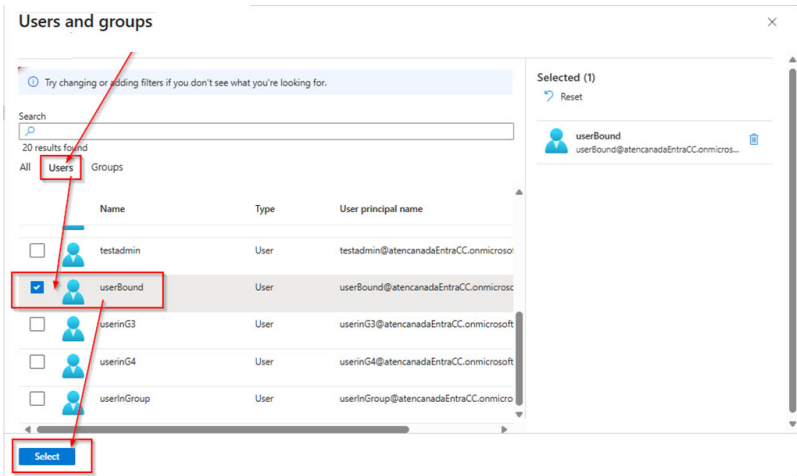 Users and groups
Try changing or adding filters if you don't see what you're looking for.
Search
20 results found
All Users Groups
Name Type User principal name
testadmin User testadmin@atencanadaEntraCC.onmicrosof
userBound User userBound@atencanadaEntraCC.onmicrosc
userinG3 User userinG3@atencanadaEntraCC.onmicrosoft
userinG4 User userinG4@atencanadaEntraCC.onmicrosoft
userInGroup User userInGroup@atencanadaEntraCC.onmicro
Select
Selected (1)
Reset
userBound
userBound@atencanadaEntraCC.onmicros...